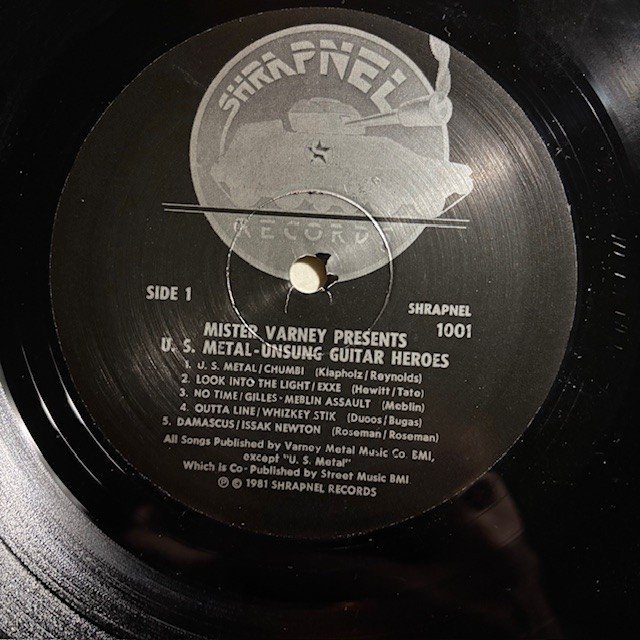 SHRAPNEL
RECORDS
SIDE 1
SHRAPNEL
1001
MISTER VARNEY PRESENTS
U. S. METAL-UNSUNG GUITAR HEROES
1. U. S. METAL/CHUMBI (Klapholz/Reynolds)
2. LOOK INTO THE LIGHT/EXXE (Hewitt/Tate)
3. NO TIME/GILLES-MEBLIN ASSAULT (Meblin)
4. OUTTA LINE/WHIZKEY STIK (Duoos/Bugas)
5. DAMASCUS/ISSAK NEWTON (Roseman/Roseman)
All Songs Published by Varney Metal Music Co. BMI,
except "U. S. Metal"
Which is Co-Published by Street Music BMI
℗ © 1981 SHRAPNEL RECORDS